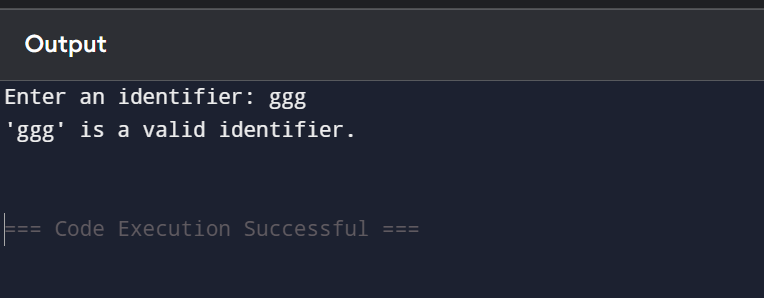 Output
Enter an identifier: ggg
'ggg' is a valid identifier.
=== Code Execution Successful ===